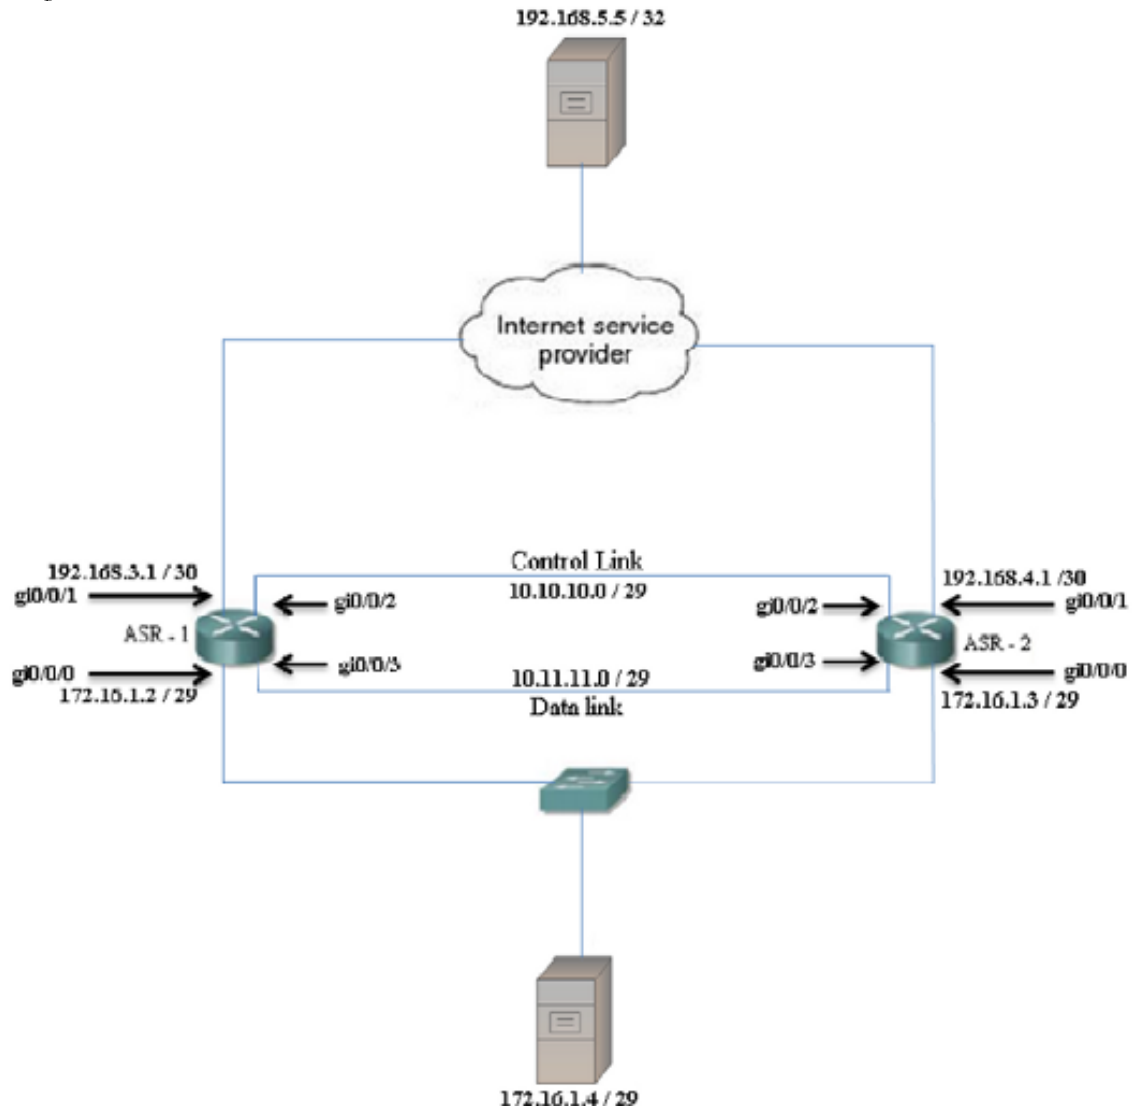 192.168.5.5 / 32
Internet service
provider
Control Link
192.168.3.1 / 30
10.10.10.0 / 29
192.168.4.1 /30
gi0/0/1
gi0/0/2
gi0/0/2
gi0/0/1
ASR - 1
ASR - 2
gi0/0/0
gi0/0/3
gi0/0/3
gi0/0/0
172.16.1.2 / 29
10.11.11.0 / 29
172.16.1.3 / 29
Data link
172.16.1.4 / 29